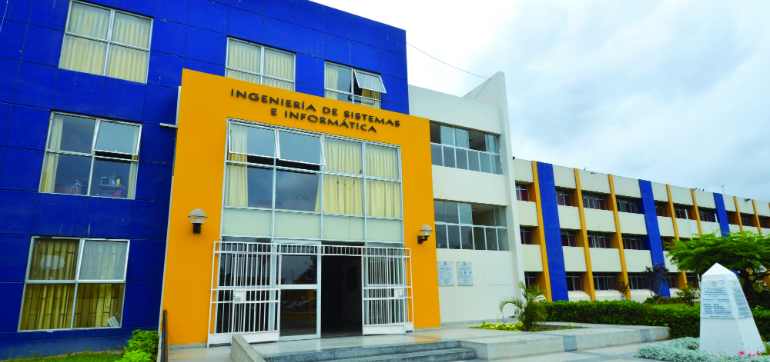 INGENIERÍA DE SISTEMAS
E INFORMÁTICA